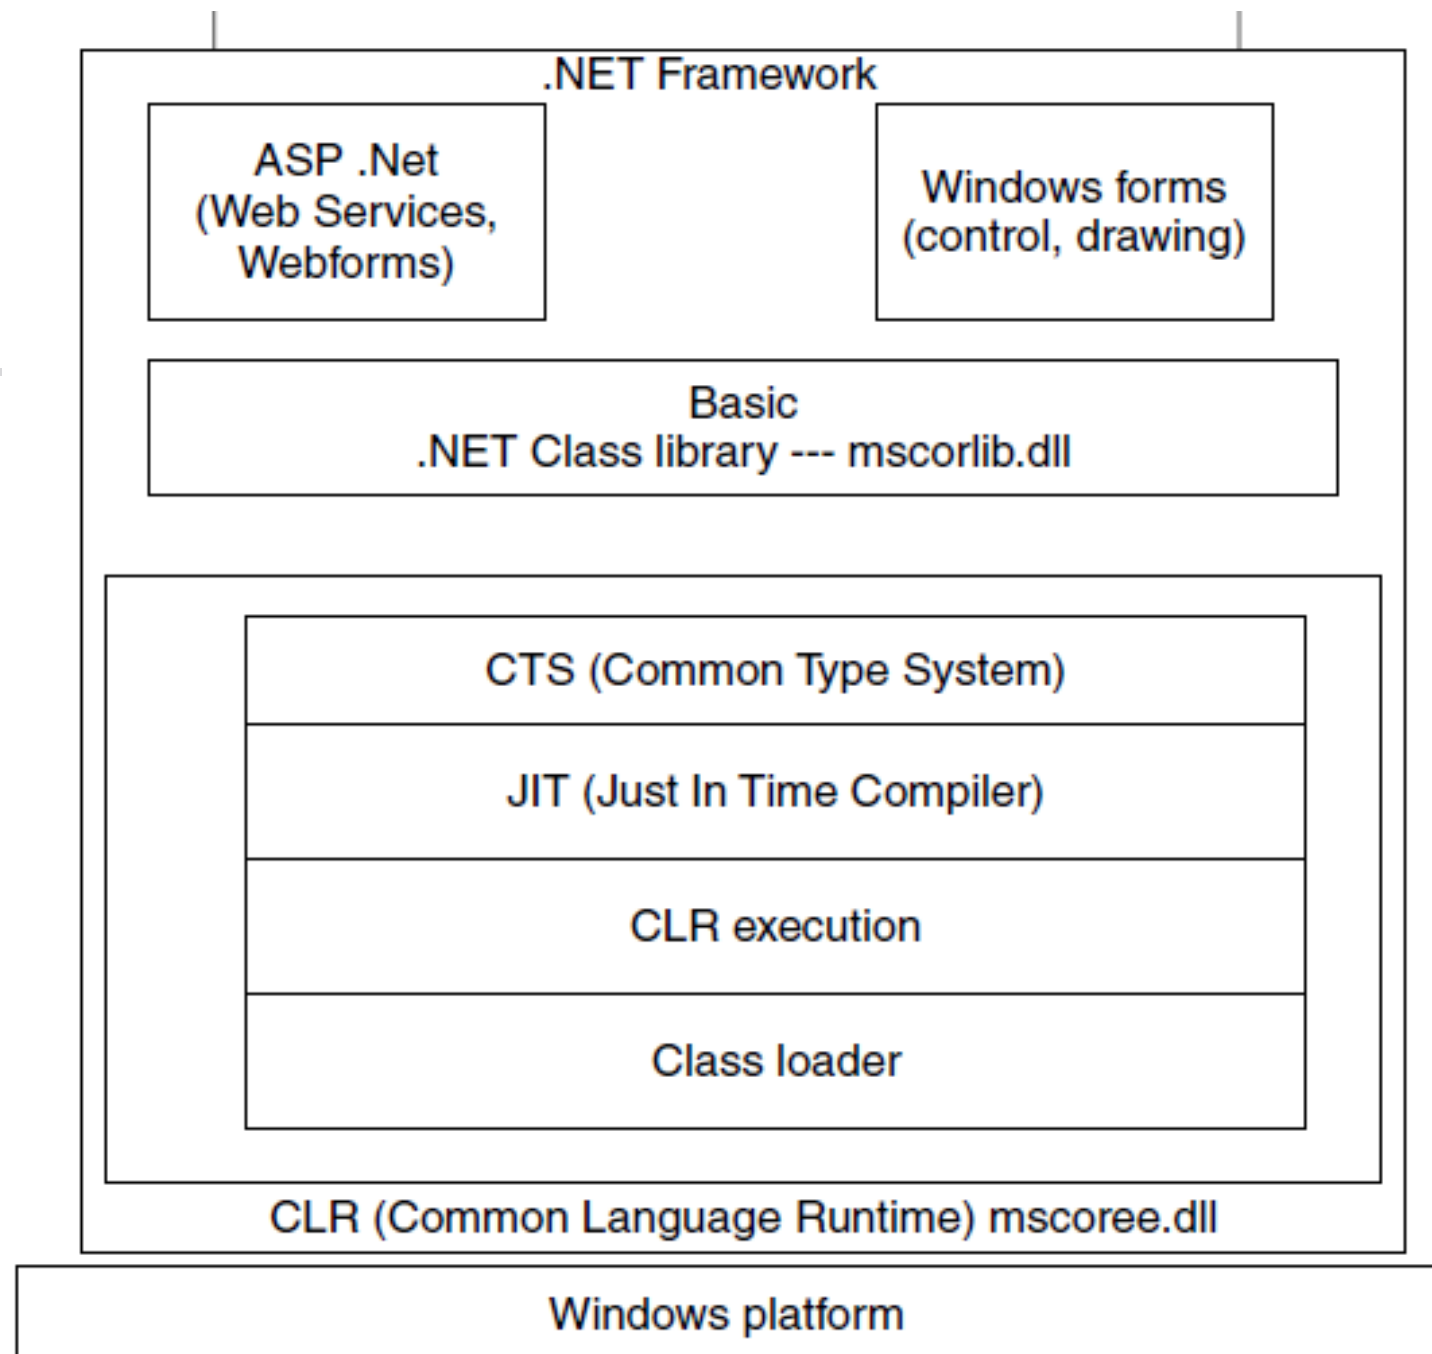 .NET Framework
ASP .Net
(Web Services,
Webforms)
Windows forms
(control, drawing)
Basic
.NET Class library --- mscorlib.dll
CTS (Common Type System)
JIT (Just In Time Compiler)
CLR execution
Class loader
CLR (Common Language Runtime) mscoree.dll
Windows platform